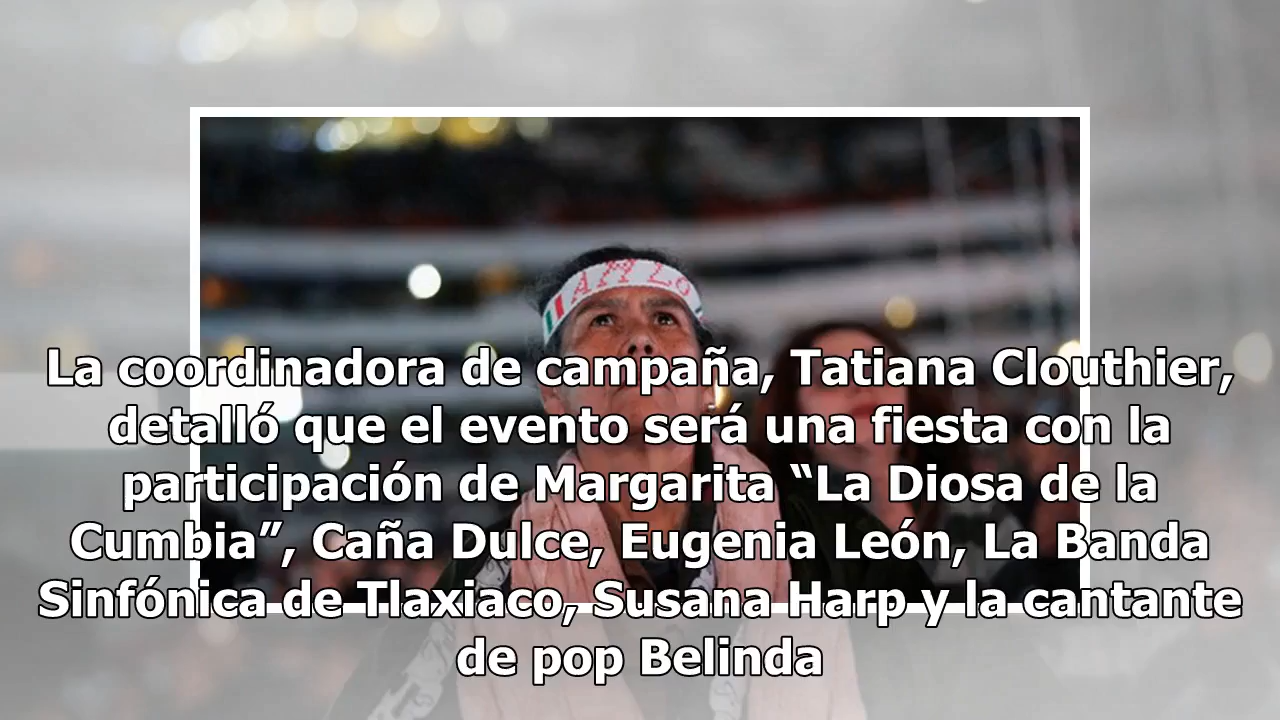 AMLO
La coordinadora de campaña, Tatiana Clouthier,
detalló que el evento será una fiesta con la
participación de Margarita “La Diosa de la
Cumbia”, Caña Dulce, Eugenia León, La Banda
Sinfónica de Tlaxiaco, Susana Harp y la cantante
de pop Belinda